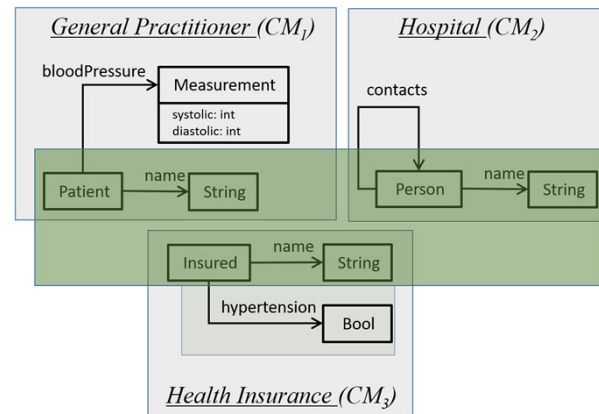 General Practitioner (CM1)
Hospital (CM2)
bloodPressure
Measurement
systolic: int
diastolic: int
contacts
Patient
name
String
Person
name
String
Insured
name
String
hypertension
Bool
Health Insurance (CM3)